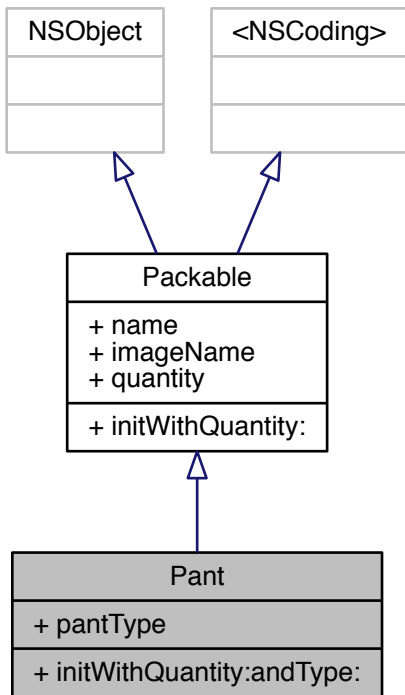 NSObject
<NSCoding>
Packable
+ name
+ imageName
+ quantity
+ initWithQuantity:
Pant
+ pantType
+ initWithQuantity:andType: